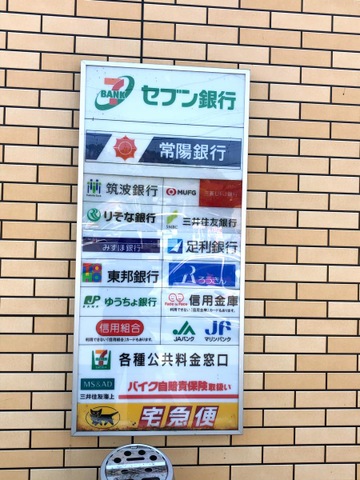 7 BANK セブン銀行
常陽銀行
筑波銀行 MUFG
りそな銀行 SMBC 三井住友銀行
みずほ銀行 足利銀行
東邦銀行 ろうきん
JP ゆうちょ銀行 信用金庫
信用組合 JAバンク JF マリンバンク
各種公共料金窓口
MS&AD 三井住友海上 バイク自賠責保険取扱い
宅急便